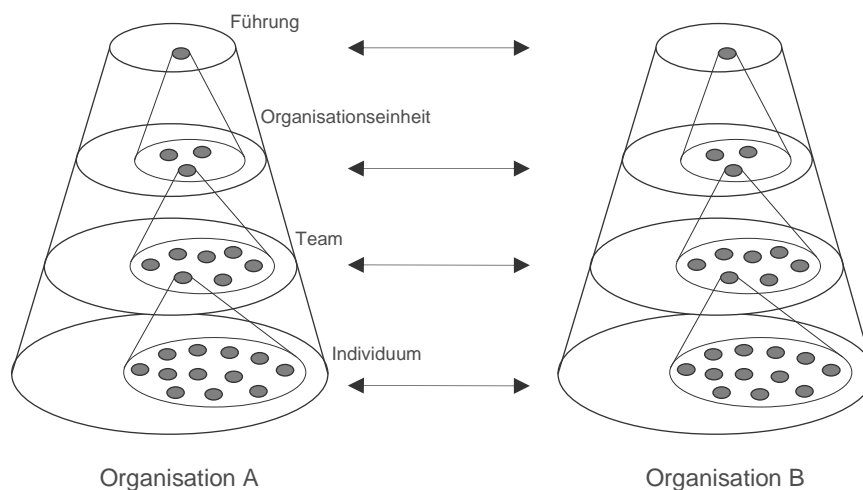 Führung
Organisationseinheit
Team
Individuum
Organisation A
Organisation B